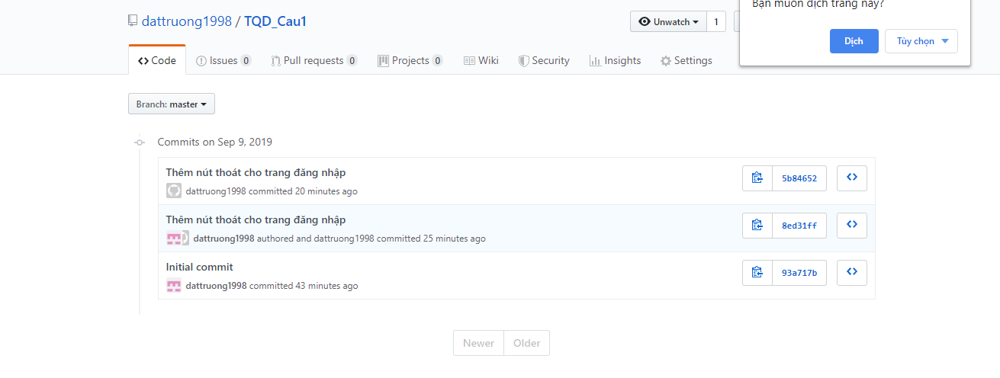 Bạn muốn dịch trang này?
dattruong1998 / TQD_Cau1
Unwatch 1
Dịch
Tùy chọn
Code
Issues 0
Pull requests 0
Projects 0
Wiki
Security
Insights
Settings
Branch: master
Commits on Sep 9, 2019
Thêm nút thoát cho trang đăng nhập
dattruong1998 committed 20 minutes ago
5b84652
Thêm nút thoát cho trang đăng nhập
dattruong1998 authored and dattruong1998 committed 25 minutes ago
8ed31ff
Initial commit
dattruong1998 committed 43 minutes ago
93a717b
Newer
Older